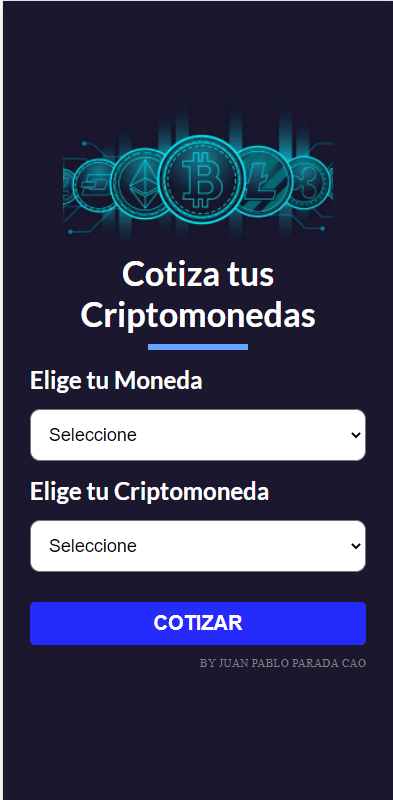 Cotiza tus
Criptomonedas
Elige tu Moneda
Seleccione
Elige tu Criptomoneda
Seleccione
COTIZAR
BY JUAN PABLO PARADA CAO